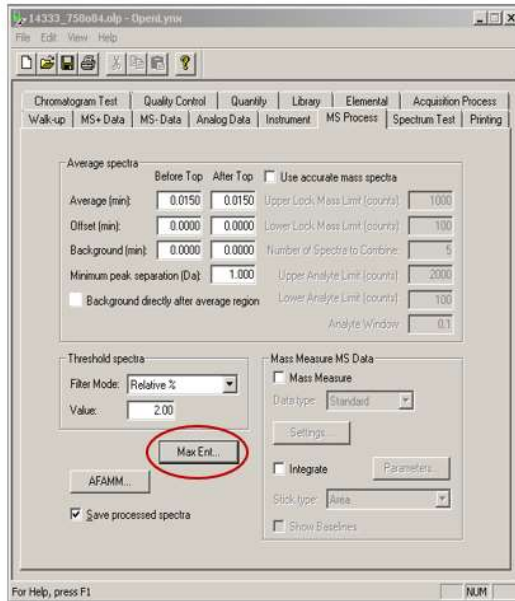 14333_750o04.olp - OpenLynx
File Edit View Help
Chromatogram Test Quality Control Quantify Library Elemental Acquisition Process
Walk-up MS+ Data MS- Data Analog Data Instrument MS Process Spectrum Test Printing
Average spectra
Before Top After Top Use accurate mass spectra
Average (min): 0.0150 0.0150 Upper Lock Mass Limit (counts) 1000
Offset (min): 0.0000 0.0000 Lower Lock Mass Limit (counts) 100
Background (min): 0.0000 0.0000 Number of Spectra to Combine: 5
Minimum peak separation (Da): 1.000 Upper Analyte Limit (counts) 2000
Background directly after average region Lower Analyte Limit (counts) 100
Analyte Window: 0.1
Threshold spectra Mass Measure MS Data
Filter Mode: Relative % Mass Measure
Value: 2.00 Data type: Standard
Settings...
Max Ent...
Integrate Parameters...
AFAMM...
Stick type: Area
Save processed spectra
Show Baselines
For Help, press F1 NUM